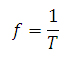 f = 1/T